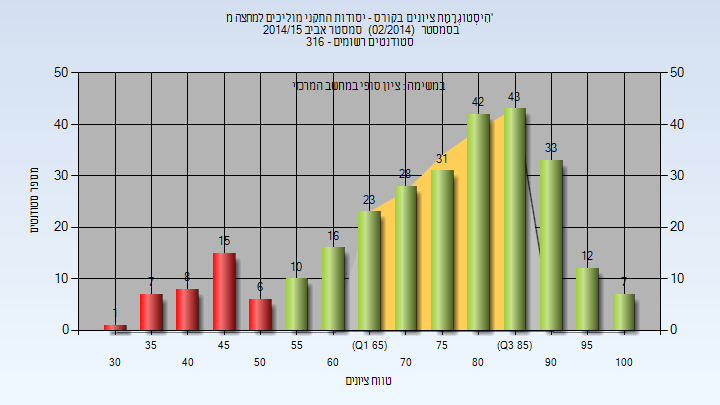 הִיסְטוֹגְרָמַת ציונים בקורס - יסודות התקני מוליכים למחצה מ'
בסמסטר (02/2014) סמסטר אביב 2014/15
סטודנטים רשומים - 316
במשימה : ציון סופי במחשב המרכזי
מספר סטודנטים
50 50
40 40
30 30
20 20
10 10
0 0
1 7 8 15 6 10 16 23 28 31 42 43 33 12 7
35 45 55 (Q1 65) 75 (Q3 85) 95
30 40 50 60 70 80 90 100
טווח ציונים